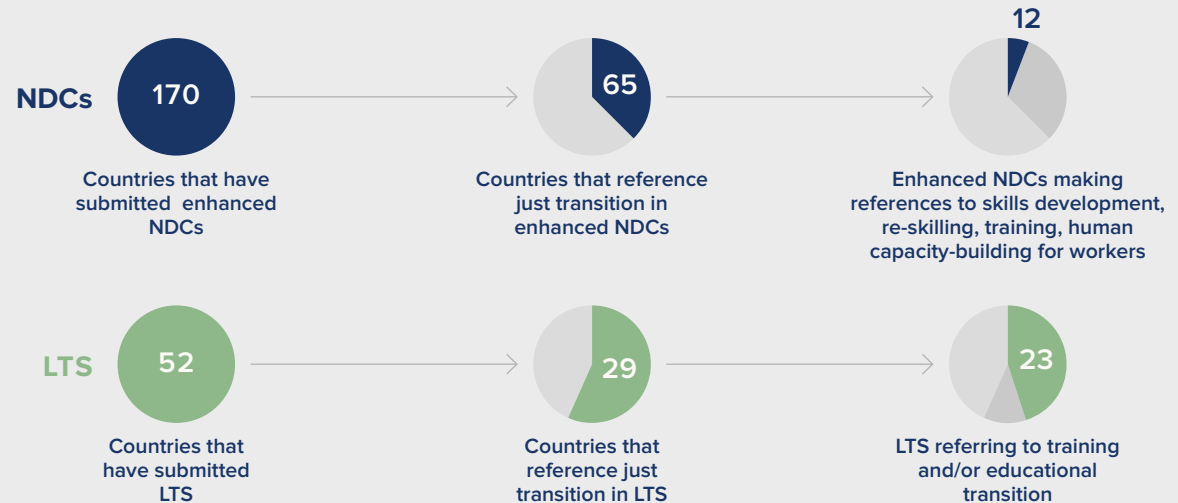 12
NDCs
170
65
Countries that have
submitted enhanced
NDCs
Countries that reference
just transition in
enhanced NDCs
Enhanced NDCs making
references to skills development,
re-skilling, training, human
capacity-building for workers
LTS
52
29
23
Countries that
have submitted
LTS
Countries that
reference just
transition in LTS
LTS referring to training
and/or educational
transition